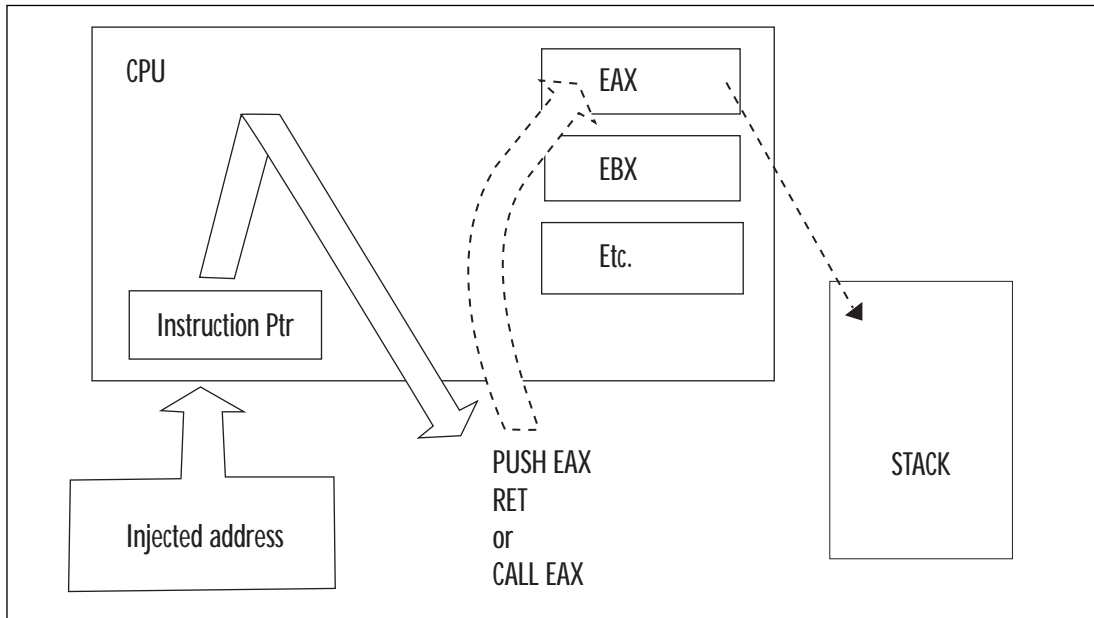 CPU
EAX
EBX
Etc.
Instruction Ptr
Injected address
PUSH EAX
RET
or
CALL EAX
STACK